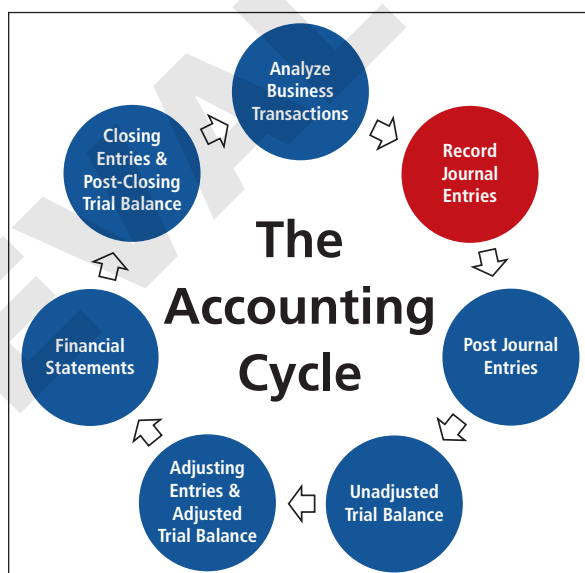 Analyze
Business
Transactions
Record
Journal
Entries
Post Journal
Entries
Unadjusted
Trial Balance
Adjusting
Entries &
Adjusted
Trial Balance
Financial
Statements
Closing
Entries &
Post-Closing
Trial Balance
The
Accounting
Cycle
EVAL